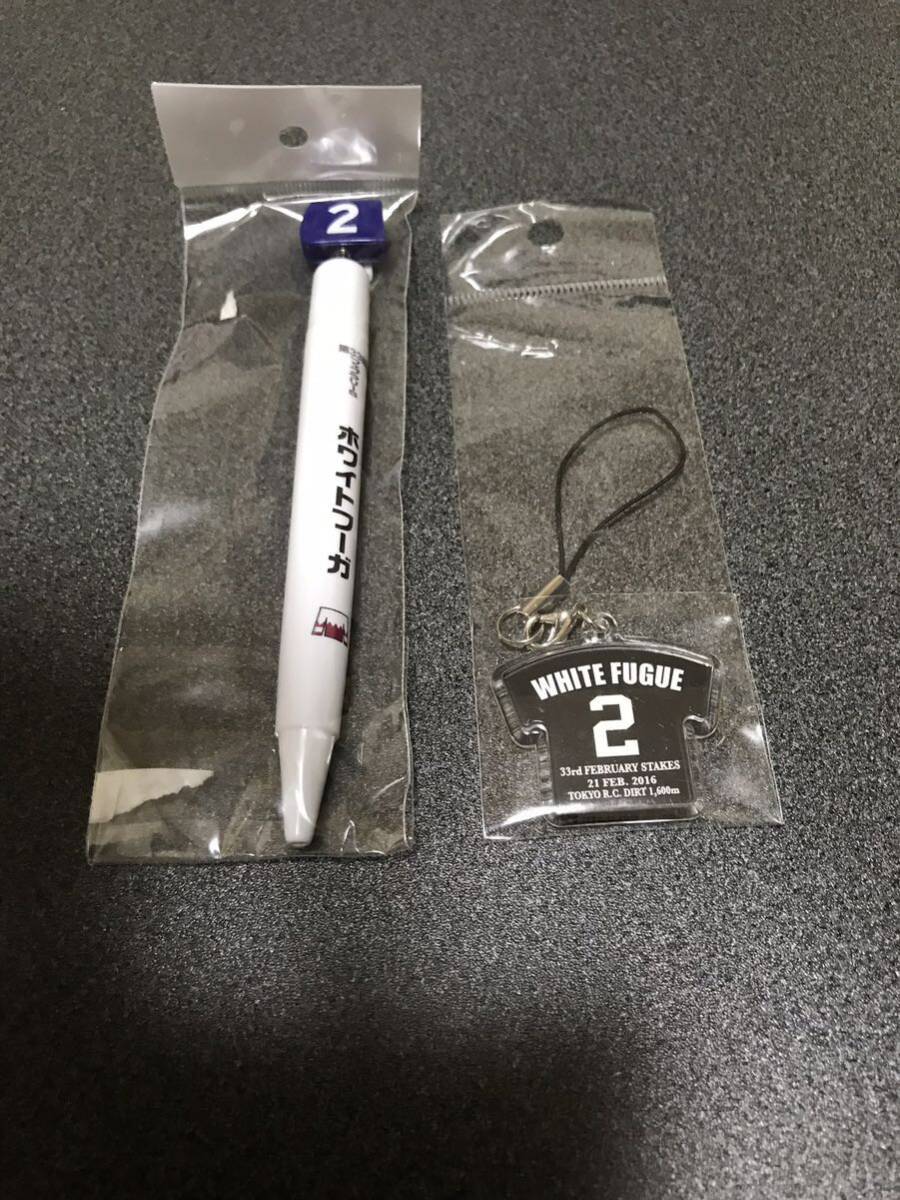 2
ホワイトフーガ
WHITE FUGUE
2
33rd FEBRUARY STAKES
21 FEB. 2016
TOKYO R.C. DIRT 1,600m